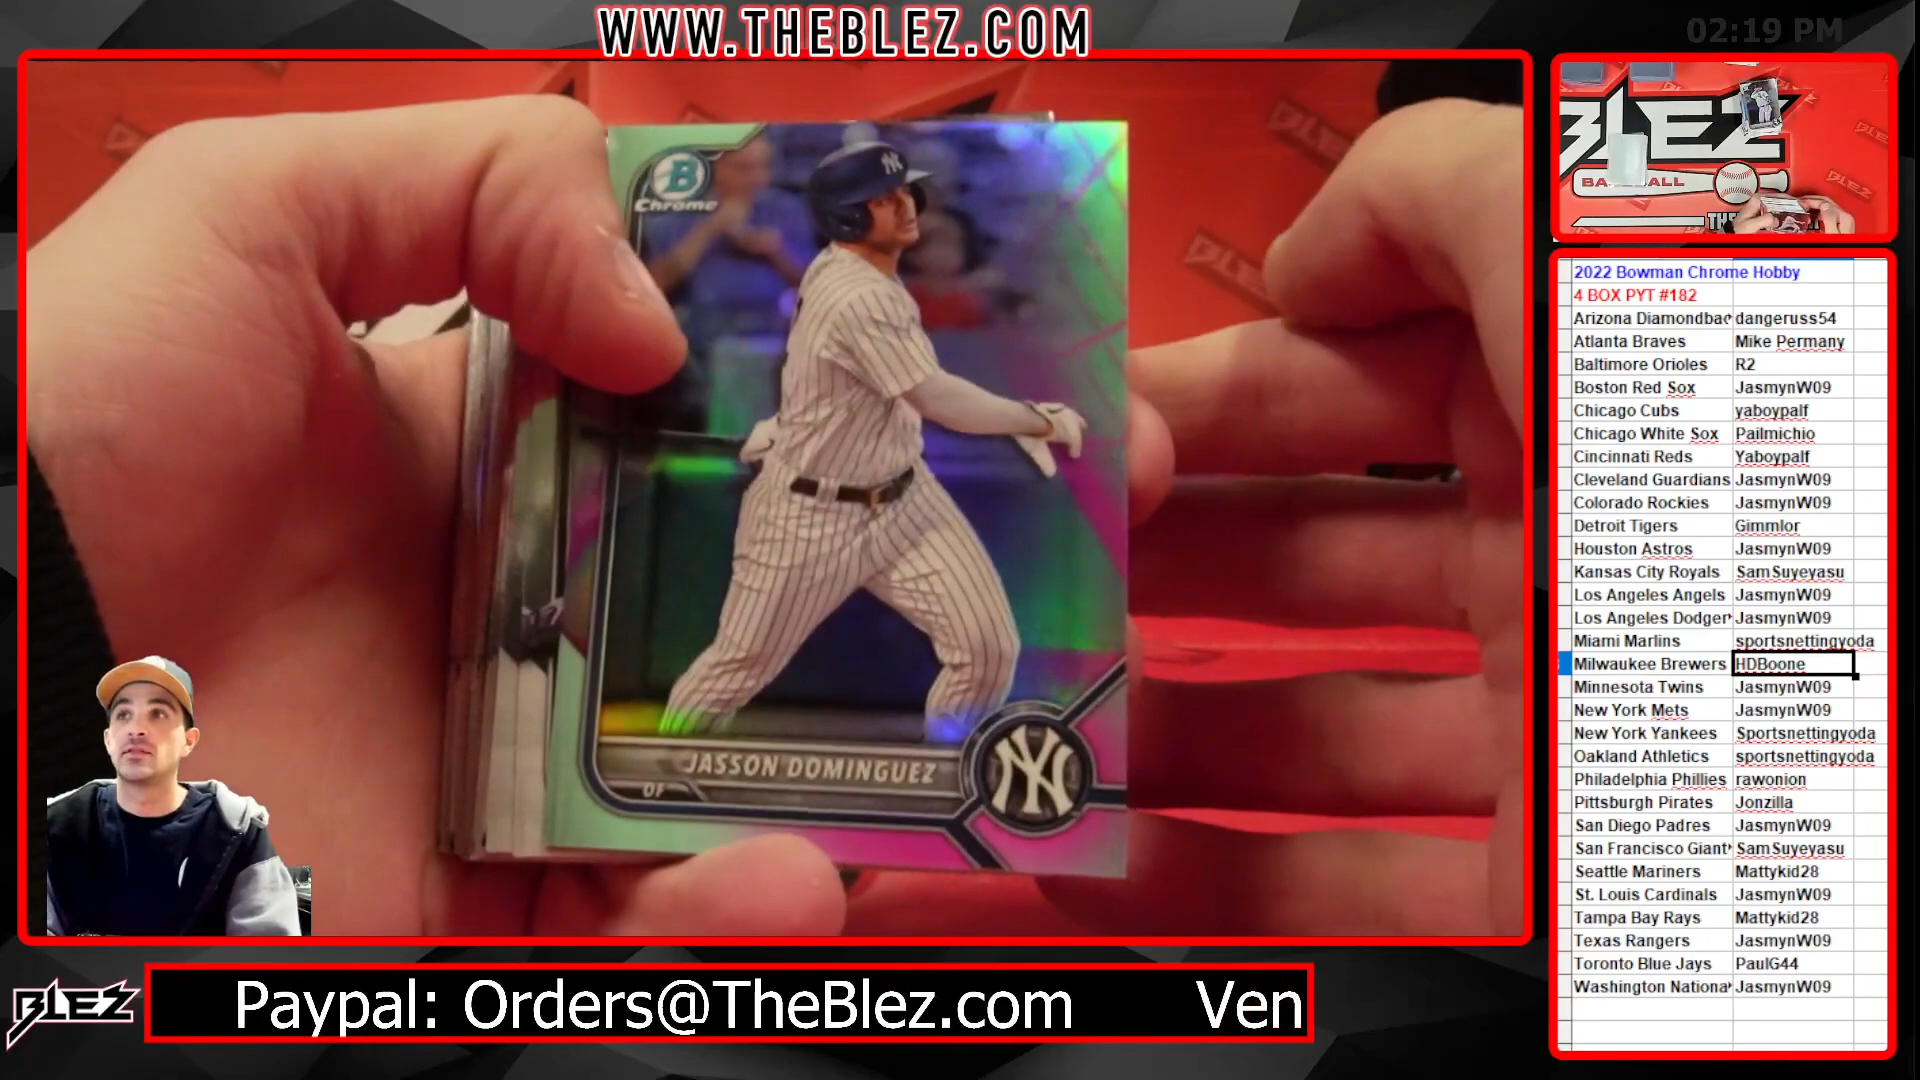 WWW.THEBLEZ.COM
02:19 PM
B
Chrome
NY
JASSON DOMINGUEZ
OF
NY
BLEZ
BLEZ
BLEZ
2022 Bowman Chrome Hobby
4 BOX PYT #182
Arizona Diamondbac dangeruss54
Atlanta Braves Mike Permany
Baltimore Orioles R2
Boston Red Sox JasmynW09
Chicago Cubs yaboypalf
Chicago White Sox Pailmichio
Cincinnati Reds Yaboypalf
Cleveland Guardians JasmynW09
Colorado Rockies JasmynW09
Detroit Tigers Gimmlor
Houston Astros JasmynW09
Kansas City Royals SamSuyeyasu
Los Angeles Angels JasmynW09
Los Angeles Dodger JasmynW09
Miami Marlins sportsnettingyoda
Milwaukee Brewers HDBoone
Minnesota Twins JasmynW09
New York Mets JasmynW09
New York Yankees Sportsnettingyoda
Oakland Athletics sportsnettingyoda
Philadelphia Phillies rawonion
Pittsburgh Pirates Jonzilla
San Diego Padres JasmynW09
San Francisco Giant SamSuyeyasu
Seattle Mariners Mattykid28
St. Louis Cardinals JasmynW09
Tampa Bay Rays Mattykid28
Texas Rangers JasmynW09
Toronto Blue Jays PaulG44
Washington Nationa JasmynW09
BLEZ
Paypal: Orders@TheBlez.com Ven